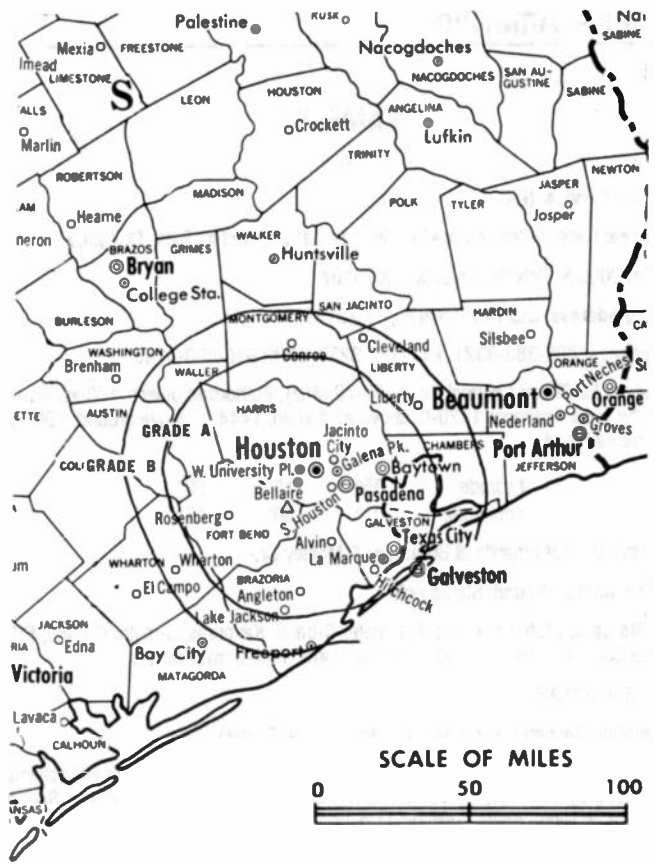 Palestine
RUSK
Mexia
FREESTONE
Nacogdoches
SABINE
LIMESTONE
S
NACOGDOCHES
SAN AU-
GUSTINE
SABINE
LEON
HOUSTON
ANGELINA
Crockett
Lufkin
Marlin
TRINITY
ROBERTSON
NEWTON
MADISON
JASPER
POLK
TYLER
Josper
Hearne
WALKER
BRAZOS
GRIMES
Huntsville
Bryan
College Sta.
SAN JACINTO
HARDIN
BURLESON
MONTGOMERY
Silsbee
WASHINGTON
Conroe
Cleveland
Brenham
WALLER
LIBERTY
ORANGE
Port Neches
Liberty
Beaumont
Orange
AUSTIN
HARRIS
Nederland
Groves
GRADE A
Jacinto
City
CHAMBERS
Port Arthur
GRADE B
Houston
Galena Pk.
JEFFERSON
W. University Pl.
Baytown
Bellaire
Pasadena
S. Houston
Rosenberg
GALVESTON
FORT BEND
Texas City
Alvin
La Marque
WHARTON
Wharton
Galveston
El Campo
BRAZORIA
Hitchcock
Angleton
Lake Jackson
JACKSON
Edna
Bay City
Freeport
Victoria
MATAGORDA
Lavaca
CALHOUN
SCALE OF MILES
0 50 100